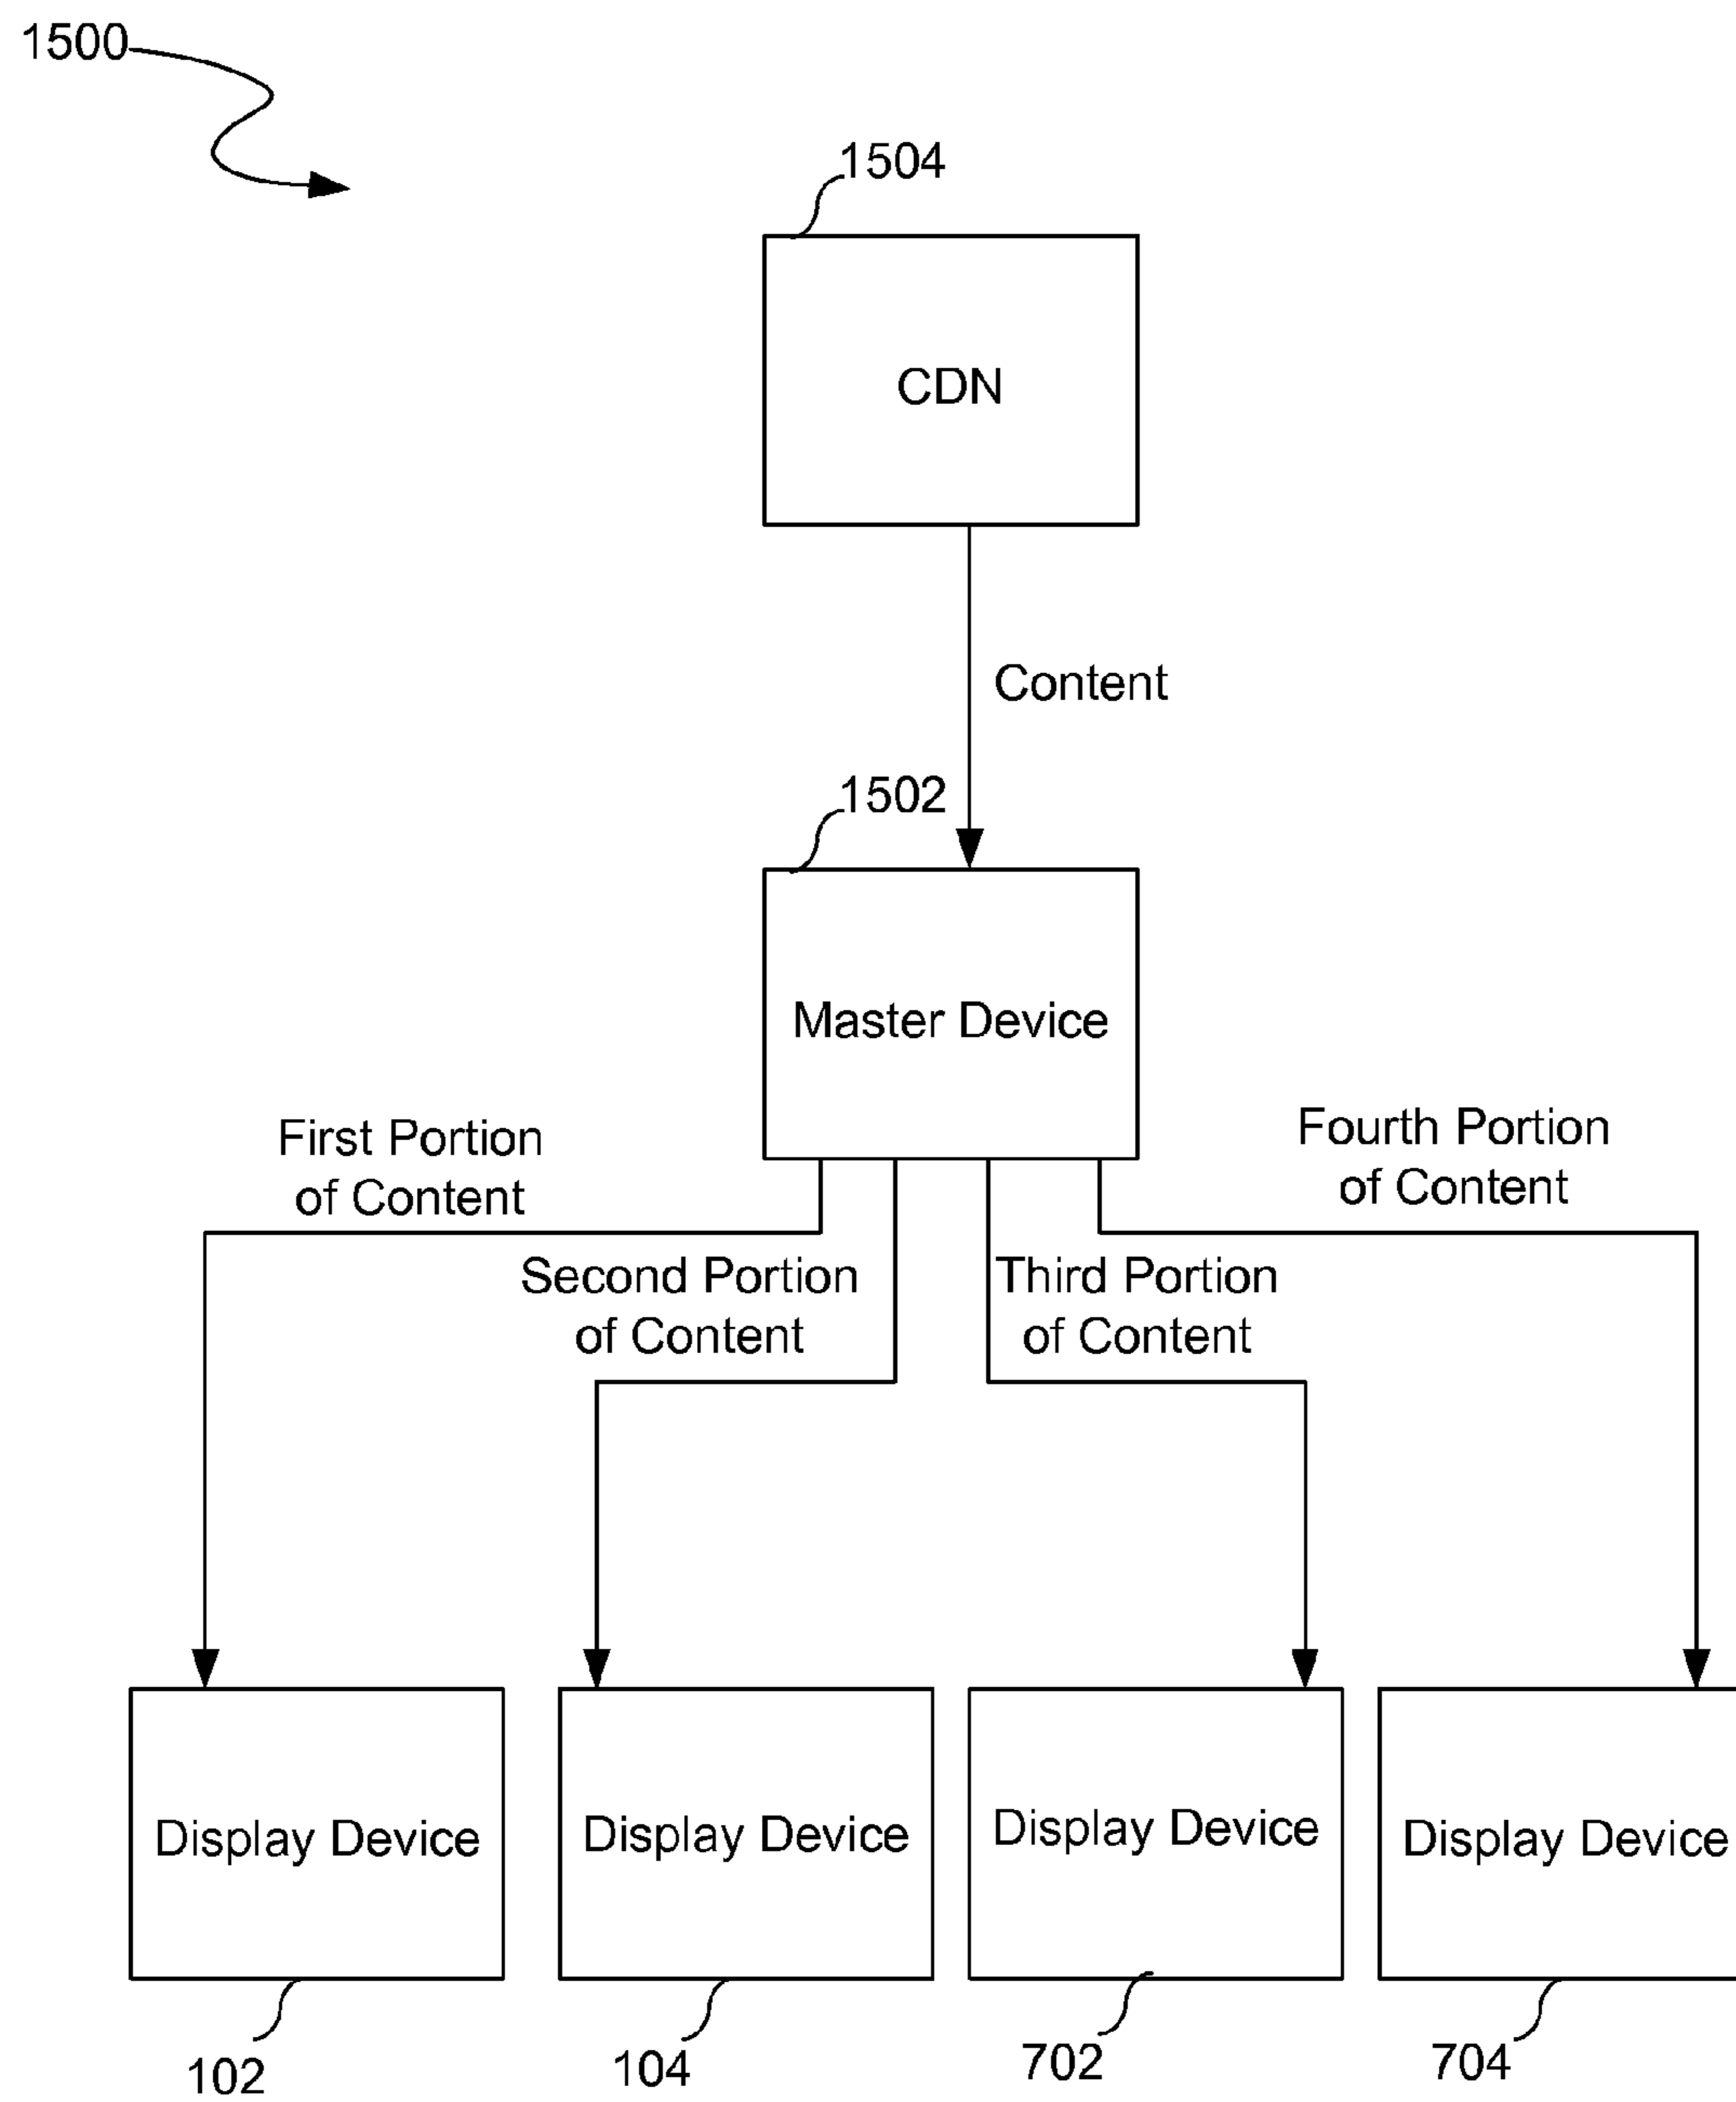 1500
1504
CDN
Content
1502
Master Device
First Portion
of Content
Fourth Portion
of Content
Second Portion
of Content
Third Portion
of Content
Display Device
Display Device
Display Device
Display Device
102
104
702
704